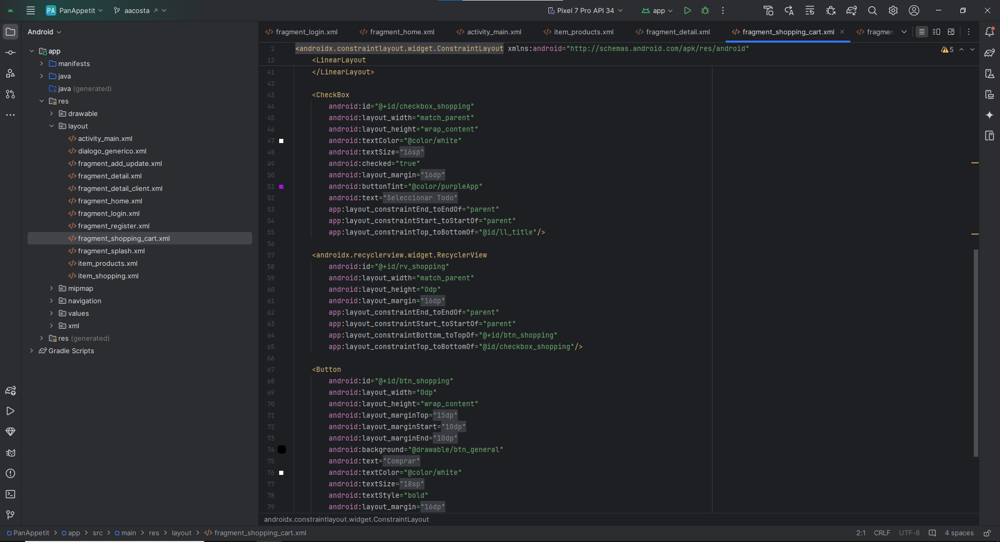 PA PanAppetit aacosta Pixel 7 Pro API 34 app
Android
app
manifests
java
java (generated)
res
drawable
layout
activity_main.xml
dialogo_generico.xml
fragment_add_update.xml
fragment_detail.xml
fragment_detail_client.xml
fragment_home.xml
fragment_login.xml
fragment_register.xml
fragment_shopping_cart.xml
fragment_splash.xml
item_products.xml
item_shopping.xml
mipmap
navigation
values
xml
res (generated)
Gradle Scripts
fragment_login.xml fragment_home.xml activity_main.xml item_products.xml fragment_detail.xml fragment_shopping_cart.xml fragmen
2 <androidx.constraintlayout.widget.ConstraintLayout xmlns:android="http://schemas.android.com/apk/res/android" 5
12 <LinearLayout
41 </LinearLayout>
42
43 <CheckBox
44 android:id="@+id/checkbox_shopping"
45 android:layout_width="match_parent"
46 android:layout_height="wrap_content"
47 android:textColor="@color/white"
48 android:textSize="16sp"
49 android:checked="true"
50 android:layout_margin="16dp"
51 android:buttonTint="@color/purpleApp"
52 android:text="Seleccionar Todo"
53 app:layout_constraintEnd_toEndOf="parent"
54 app:layout_constraintStart_toStartOf="parent"
55 app:layout_constraintTop_toBottomOf="@id/ll_title"/>
56
57 <androidx.recyclerview.widget.RecyclerView
58 android:id="@+id/rv_shopping"
59 android:layout_width="match_parent"
60 android:layout_height="0dp"
61 android:layout_margin="16dp"
62 app:layout_constraintEnd_toEndOf="parent"
63 app:layout_constraintStart_toStartOf="parent"
64 app:layout_constraintBottom_toTopOf="@+id/btn_shopping"
65 app:layout_constraintTop_toBottomOf="@id/checkbox_shopping"/>
66
67 <Button
68 android:id="@+id/btn_shopping"
69 android:layout_width="0dp"
70 android:layout_height="wrap_content"
71 android:layout_marginTop="15dp"
72 android:layout_marginStart="10dp"
73 android:layout_marginEnd="10dp"
74 android:background="@drawable/btn_general"
75 android:text="Comprar"
76 android:textColor="@color/white"
77 android:textSize="18sp"
78 android:textStyle="bold"
79 android:layout_margin="16dp"
androidx.constraintlayout.widget.ConstraintLayout
PanAppetit > app > src > main > res > layout > fragment_shopping_cart.xml 2:1 CRLF UTF-8 4 spaces